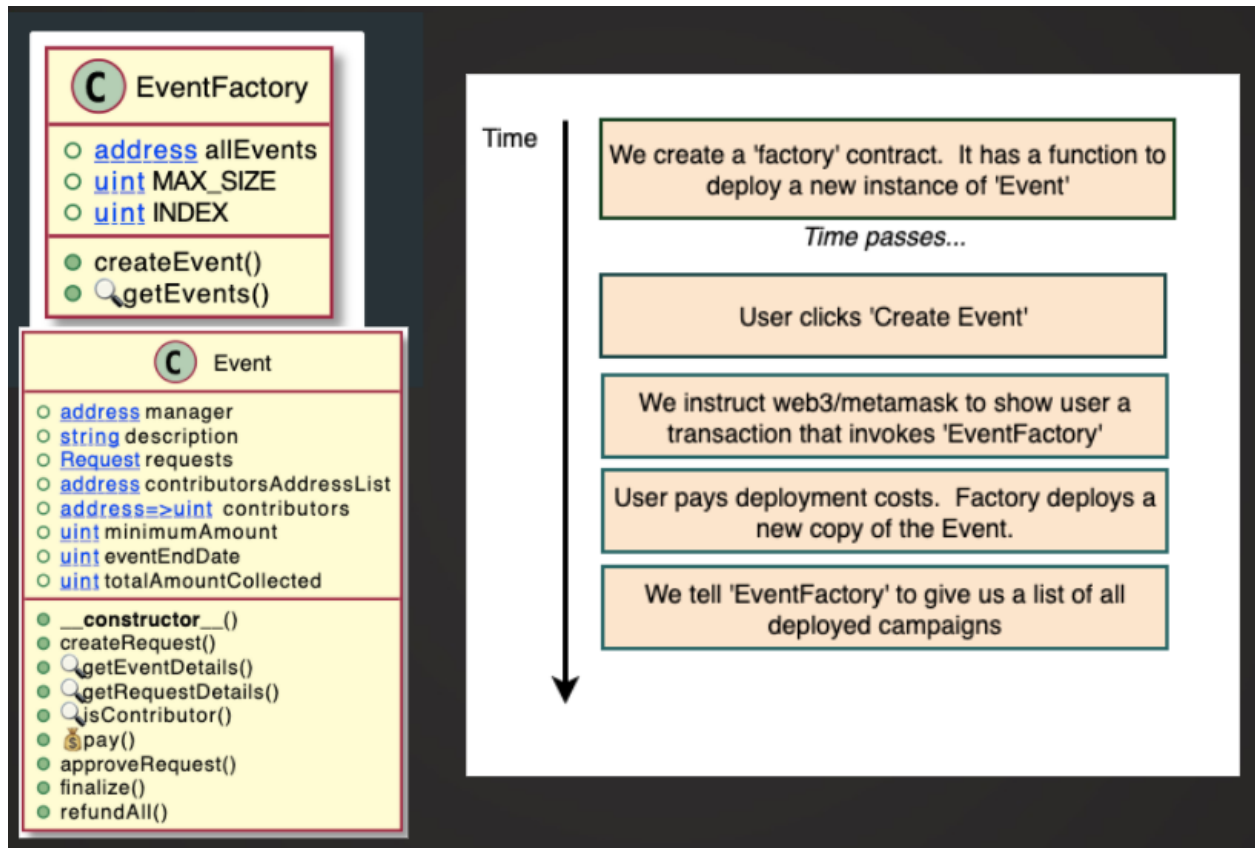 C EventFactory
address allEvents
uint MAX_SIZE
uint INDEX
createEvent()
getEvents()
C Event
address manager
string description
Request requests
address contributorsAddressList
address=>uint contributors
uint minimumAmount
uint eventEndDate
uint totalAmountCollected
__constructor__()
createRequest()
getEventDetails()
getRequestDetails()
isContributor()
$ pay()
approveRequest()
finalize()
refundAll()
Time
We create a 'factory' contract. It has a function to
deploy a new instance of 'Event'
Time passes...
User clicks 'Create Event'
We instruct web3/metamask to show user a
transaction that invokes 'EventFactory'
User pays deployment costs. Factory deploys a
new copy of the Event.
We tell 'EventFactory' to give us a list of all
deployed campaigns